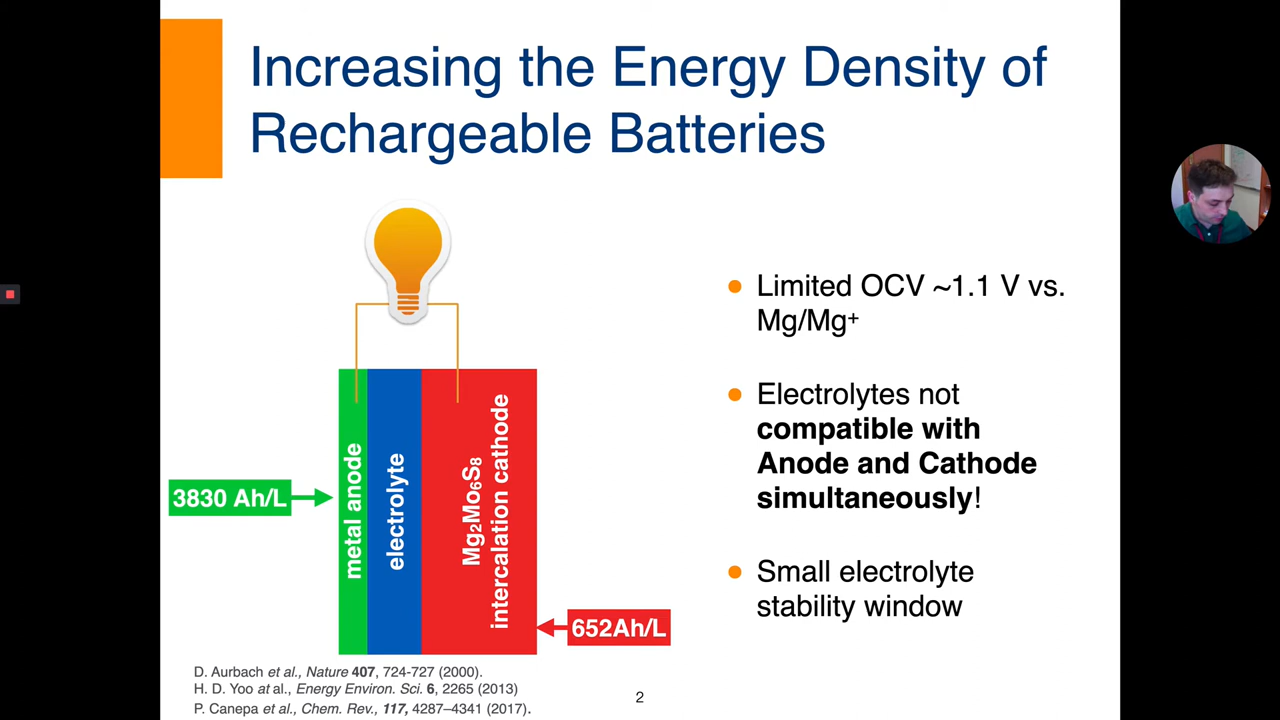 Increasing the Energy Density of
Rechargeable Batteries
3830 Ah/L
metal anode
electrolyte
Mg₂Mo₆S₈
intercalation cathode
652Ah/L
Limited OCV ~1.1 V vs.
Mg/Mg⁺
Electrolytes not
compatible with
Anode and Cathode
simultaneously!
Small electrolyte
stability window
D. Aurbach et al., Nature 407, 724-727 (2000).
H. D. Yoo at al., Energy Environ. Sci. 6, 2265 (2013)
P. Canepa et al., Chem. Rev., 117, 4287–4341 (2017).
2